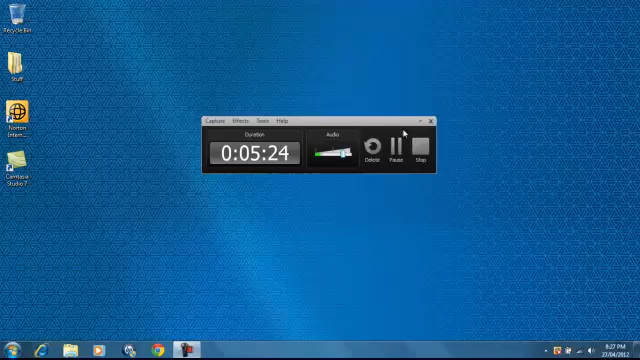 Recycle Bin
Stuff
Norton
Intern...
Camtasia
Studio 7
Capture Effects Tools Help
Duration
0:05:24
Audio
Delete Pause Stop
8:27 PM
27/04/2012